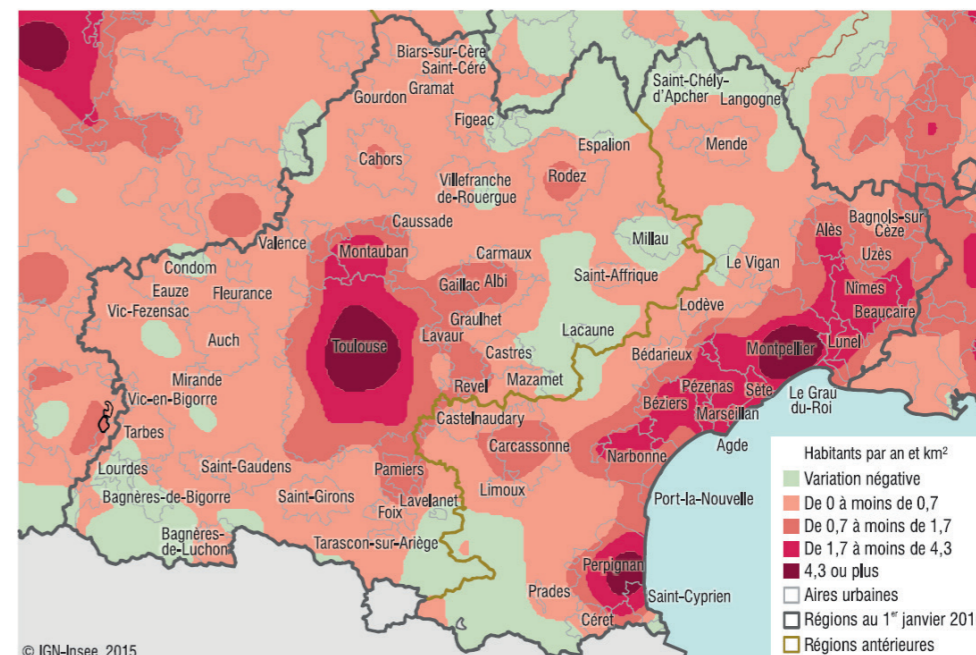 Biars-sur-Cère
Saint-Céré
Gramat
Gourdon
Figeac
Saint-Chély-
d'Apcher
Langogne
Espalion
Mende
Cahors
Rodez
Villefranche
de-Rouergue
Caussade
Bagnols-sur-
Cèze
Alès
Uzès
Valence
Montauban
Millau
Carmaux
Le Vigan
Condom
Saint-Affrique
Eauze
Fleurance
Gaillac
Albi
Nîmes
Vic-Fezensac
Lodève
Beaucaire
Graulhet
Auch
Toulouse
Lavaur
Lacaune
Montpellier
Lunel
Castres
Bédarieux
Mirande
Revel
Mazamet
Pézenas
Sète
Le Grau
du-Roi
Vic-en-Bigorre
Béziers
Marseillan
Castelnaudary
Tarbes
Carcassonne
Agde
Narbonne
Lourdes
Saint-Gaudens
Pamiers
Bagnères-de-Bigorre
Saint-Girons
Lavelanet
Limoux
Port-la-Nouvelle
Foix
Bagnères-
de-Luchon
Tarascon-sur-Ariège
Perpignan
Prades
Saint-Cyprien
Céret
Habitants par an et km²
Variation négative
De 0 à moins de 0,7
De 0,7 à moins de 1,7
De 1,7 à moins de 4,3
4,3 ou plus
Aires urbaines
Régions au 1er janvier 201
Régions antérieures
© IGN-Insee 2015